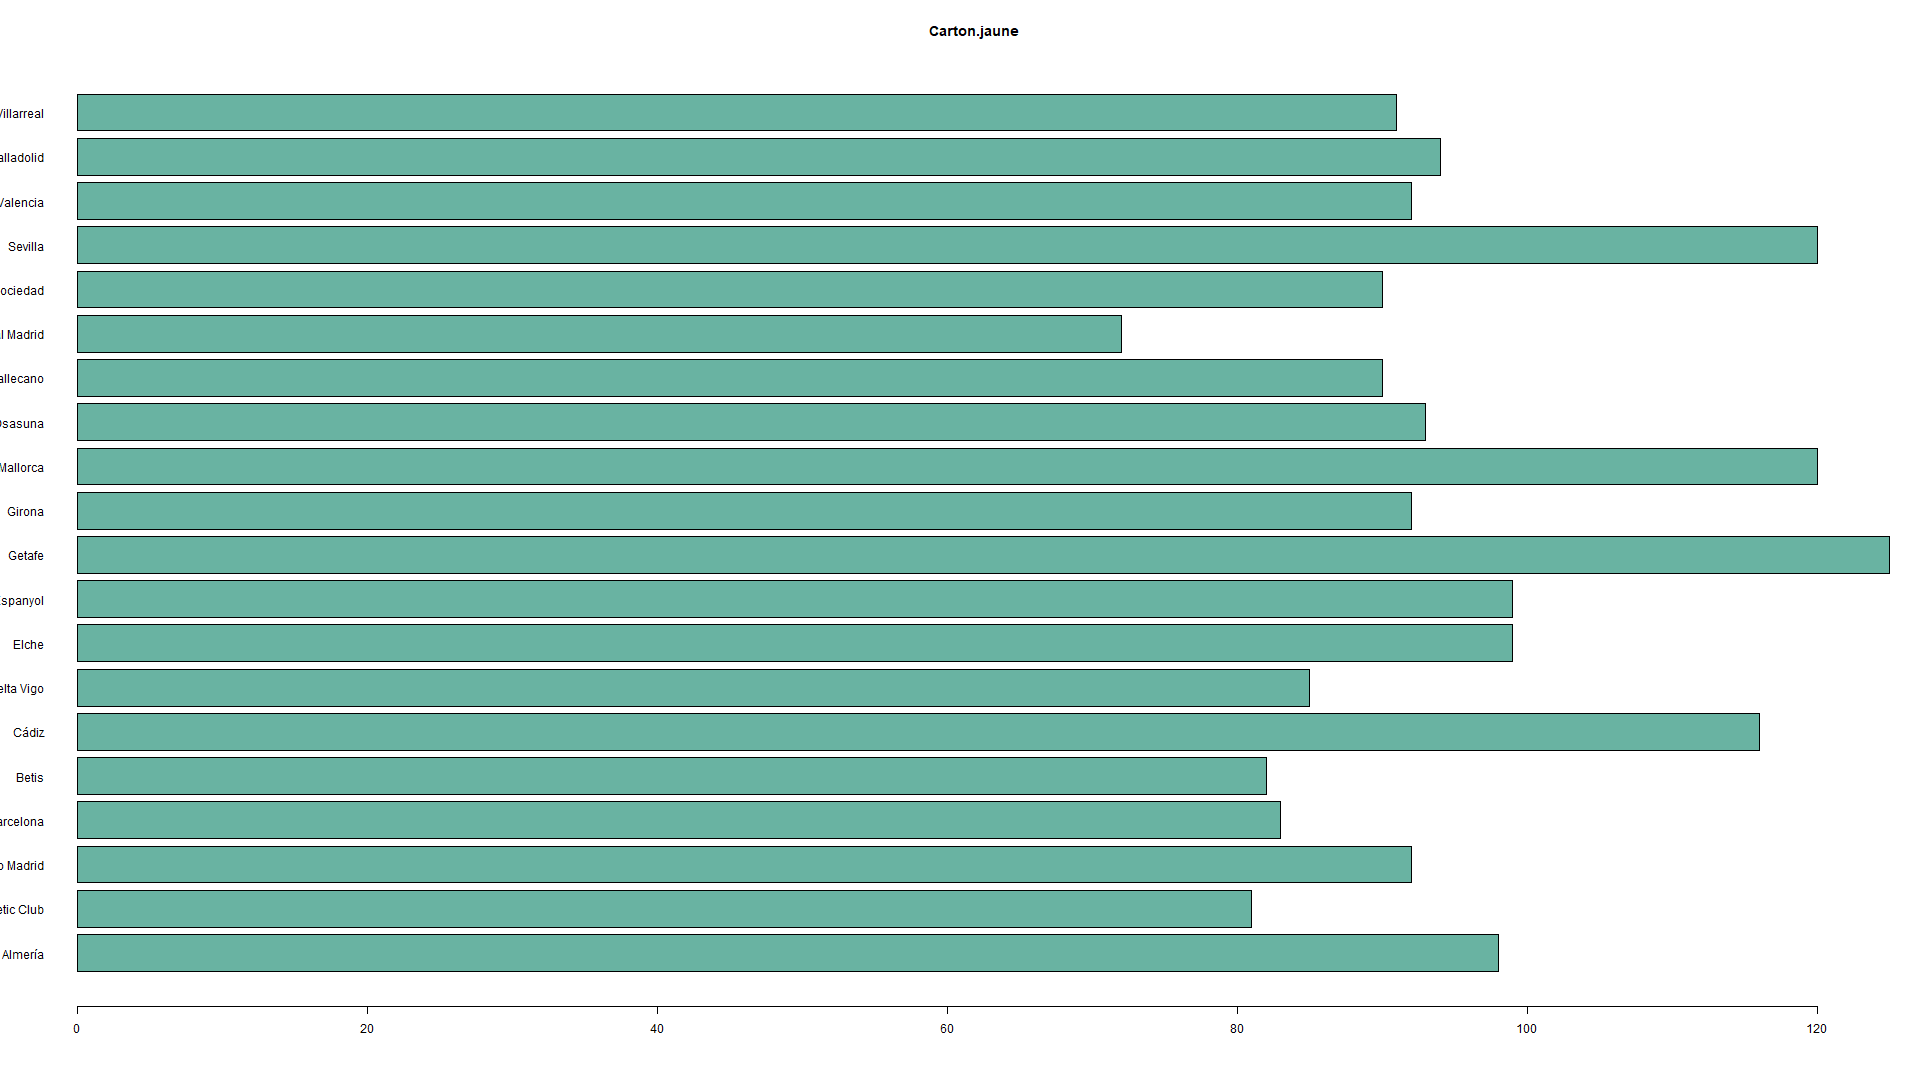 Carton.jaune
Villarreal
alladolid
Valencia
Sevilla
ociedad
l Madrid
allecano
Osasuna
Mallorca
Girona
Getafe
Espanyol
Elche
elta Vigo
Cádiz
Betis
arcelona
o Madrid
etic Club
Almería
0 20 40 60 80 100 120